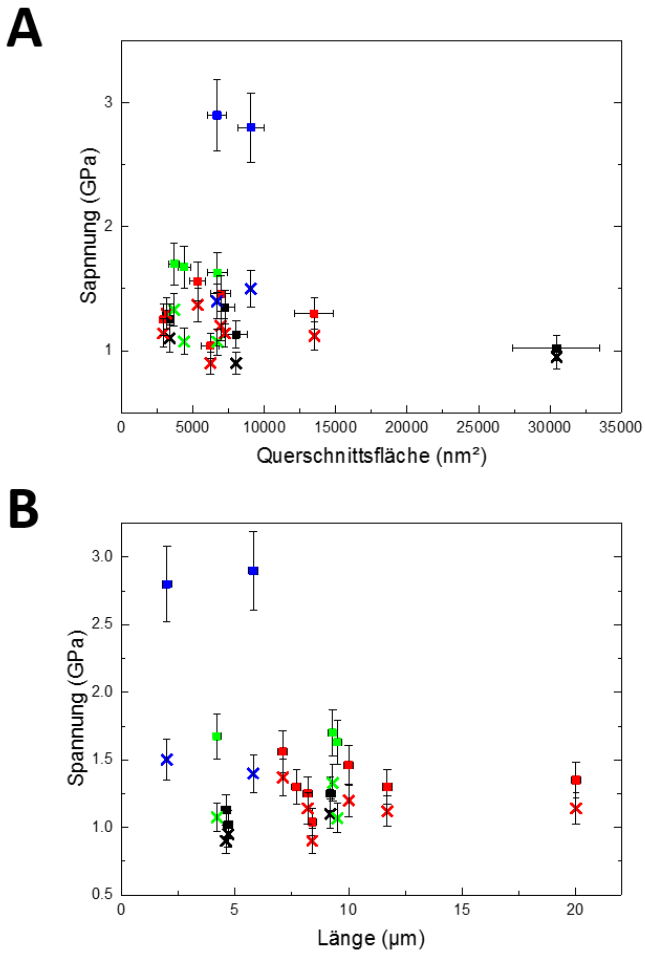 A
3
2
1
Sapnnung (GPa)
0 5000 10000 15000 20000 25000 30000 35000
Querschnittsfläche (nm²)
B
3.0
2.5
2.0
1.5
1.0
0.5
Spannung (GPa)
0 5 10 15 20
Länge (µm)